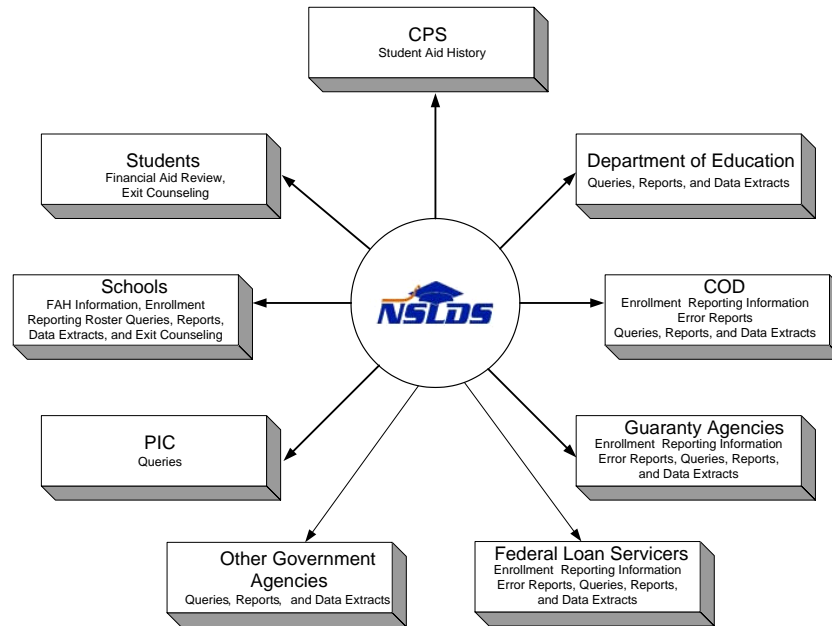 CPS
Student Aid History
Students
Financial Aid Review,
Exit Counseling
Department of Education
Queries, Reports, and Data Extracts
NSLDS
Schools
FAH Information, Enrollment
Reporting Roster Queries, Reports,
Data Extracts, and Exit Counseling
COD
Enrollment Reporting Information
Error Reports
Queries, Reports, and Data Extracts
PIC
Queries
Guaranty Agencies
Enrollment Reporting Information
Error Reports, Queries, Reports,
and Data Extracts
Other Government
Agencies
Queries, Reports, and Data Extracts
Federal Loan Servicers
Enrollment Reporting Information
Error Reports, Queries, Reports,
and Data Extracts